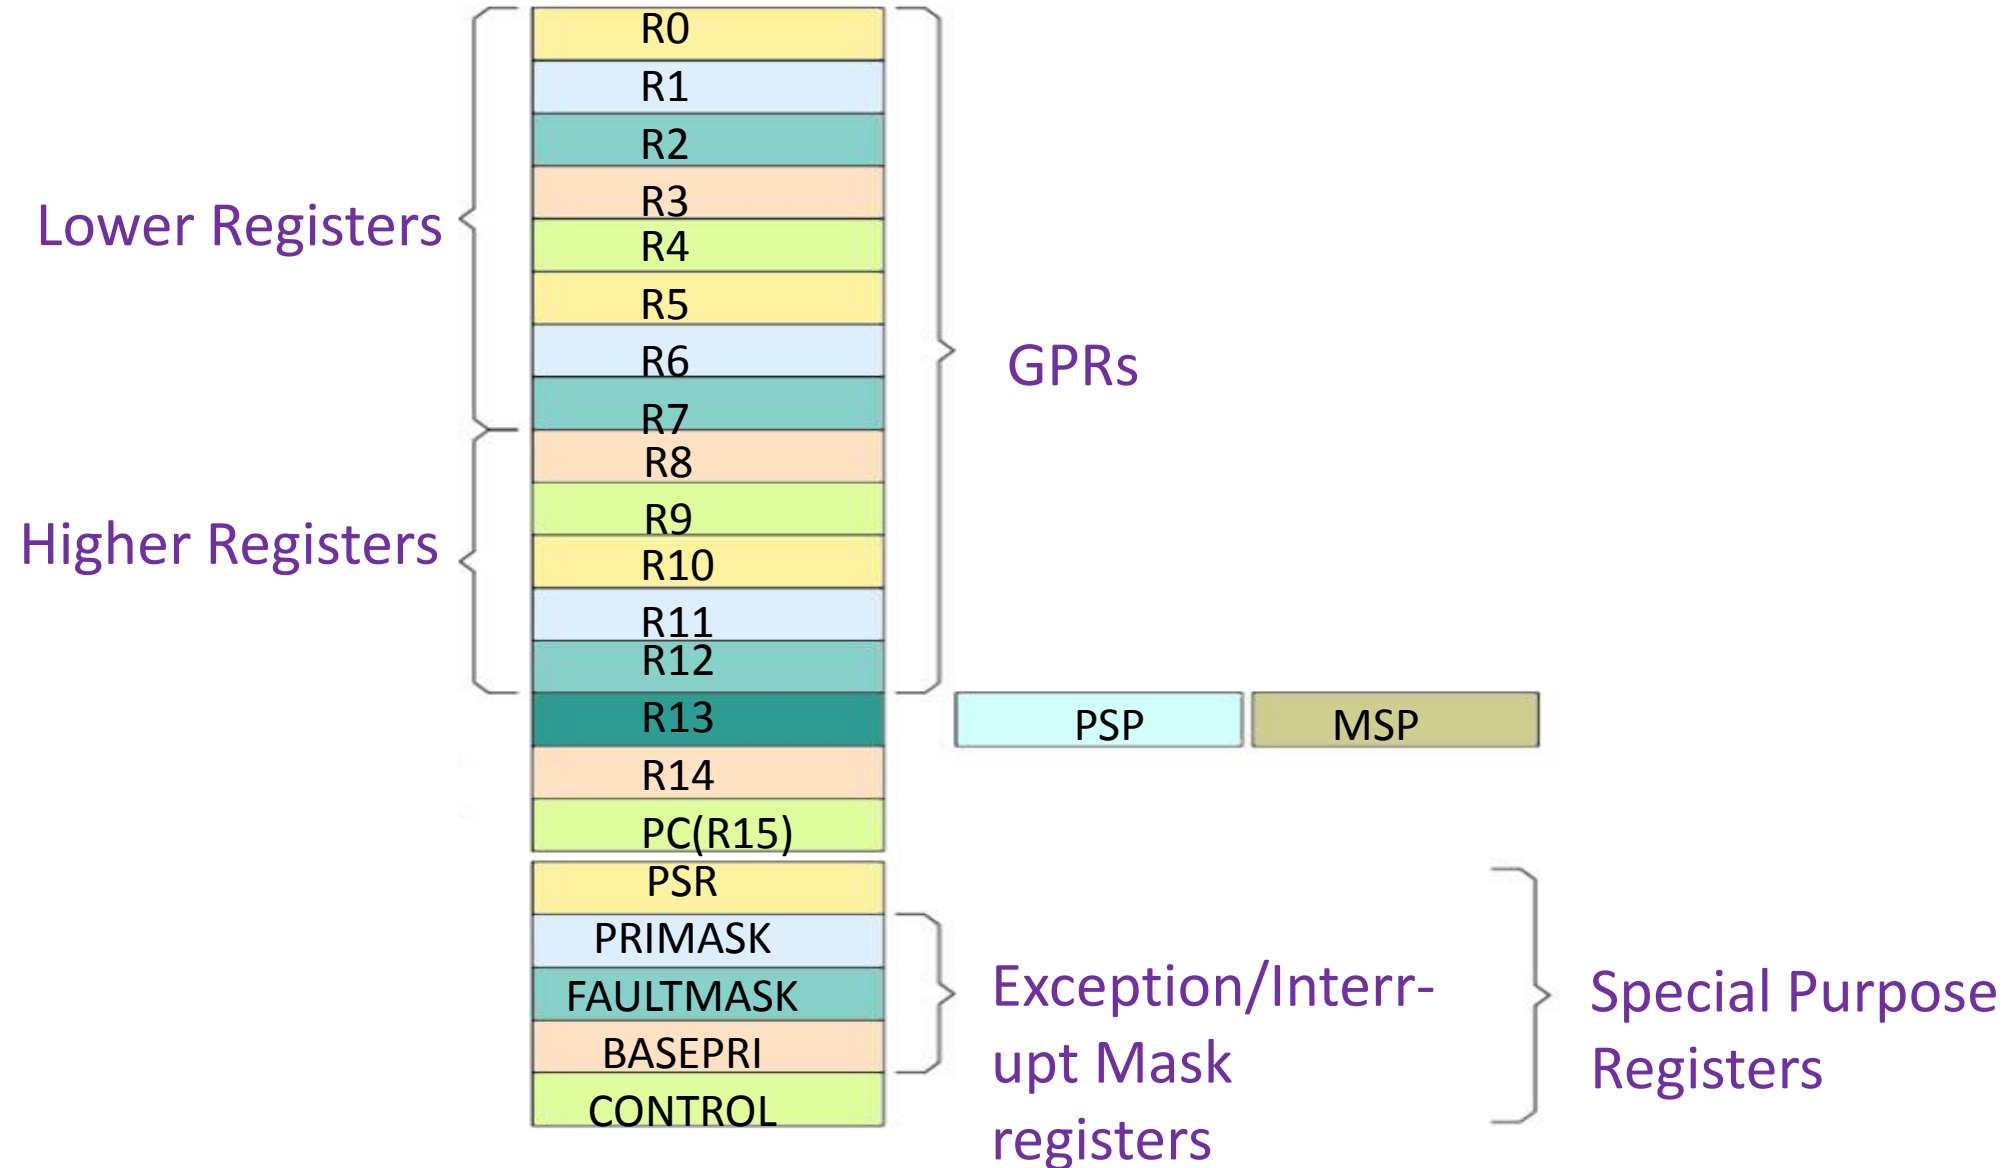 R0
R1
R2
R3
Lower Registers
R4
R5
R6
GPRs
R7
R8
R9
Higher Registers
R10
R11
R12
R13
PSP
MSP
R14
PC(R15)
PSR
PRIMASK
FAULTMASK
BASEPRI
CONTROL
Exception/Interr-
upt Mask
registers
Special Purpose
Registers